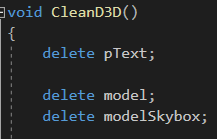 void CleanD3D()
{
delete pText;
delete model;
delete modelSkybox;